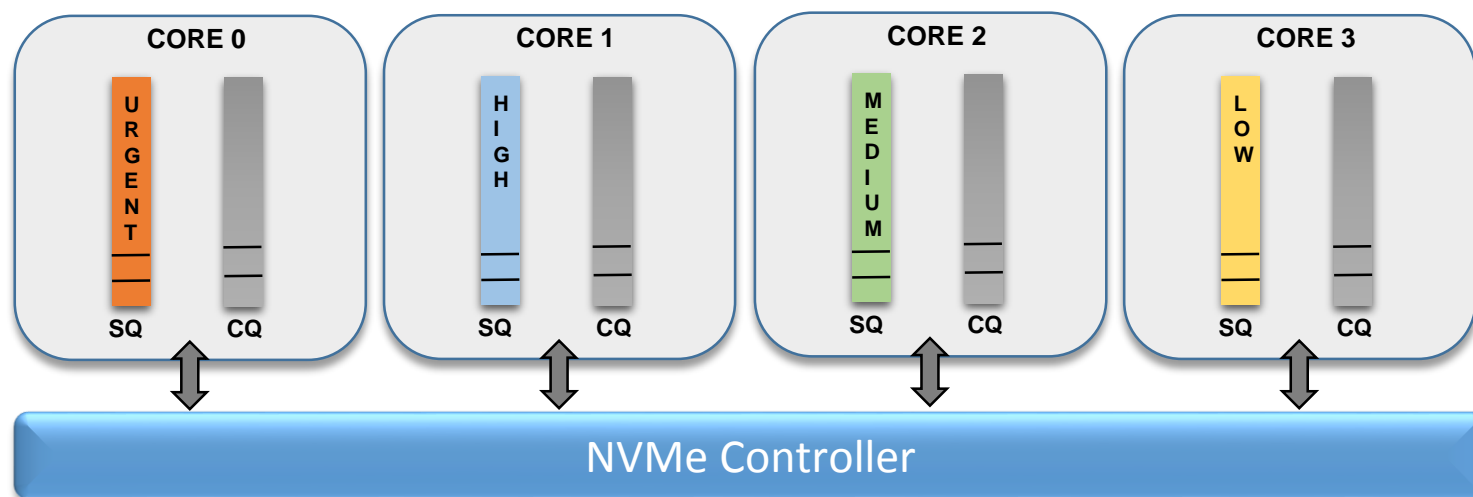 CORE 0
CORE 1
CORE 2
CORE 3
URGENT
HIGH
MEDIUM
LOW
SQ
CQ
SQ
CQ
SQ
CQ
SQ
CQ
NVMe Controller